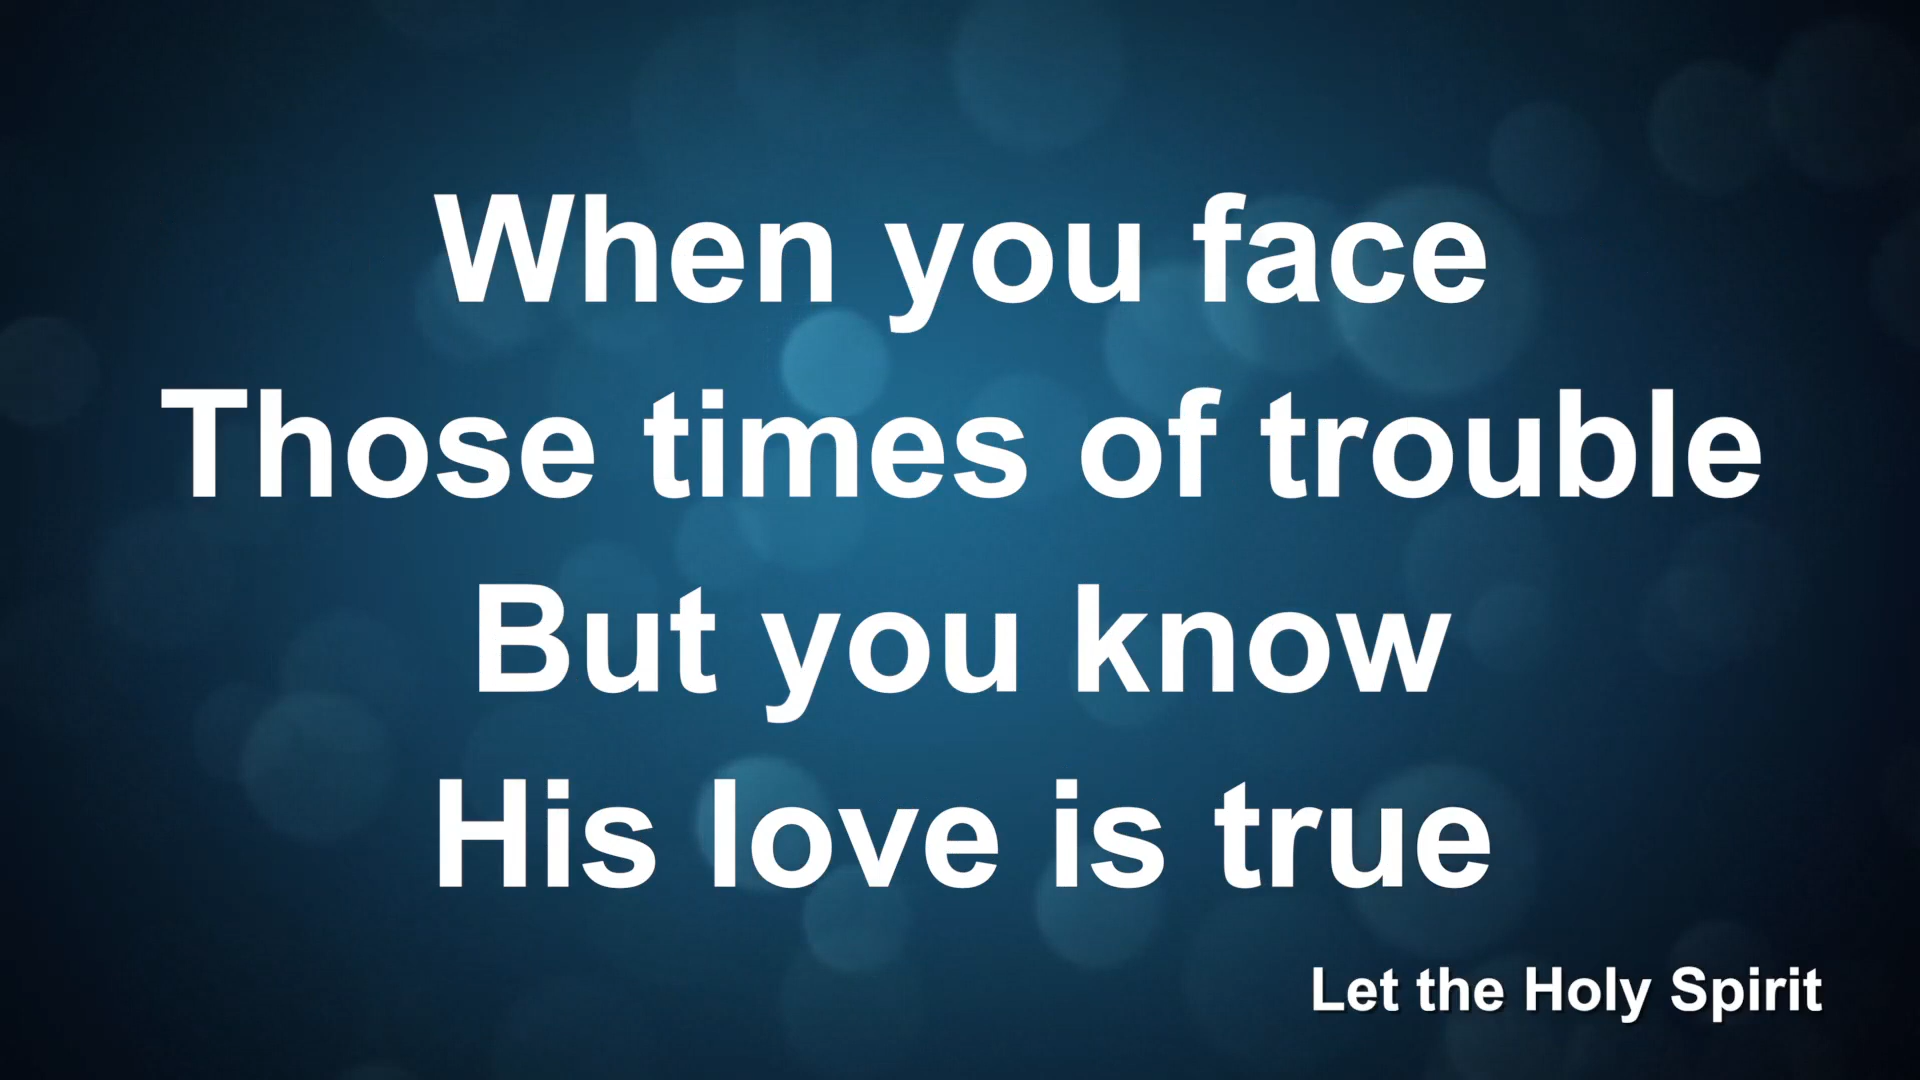 When you face
Those times of trouble
But you know
His love is true
Let the Holy Spirit